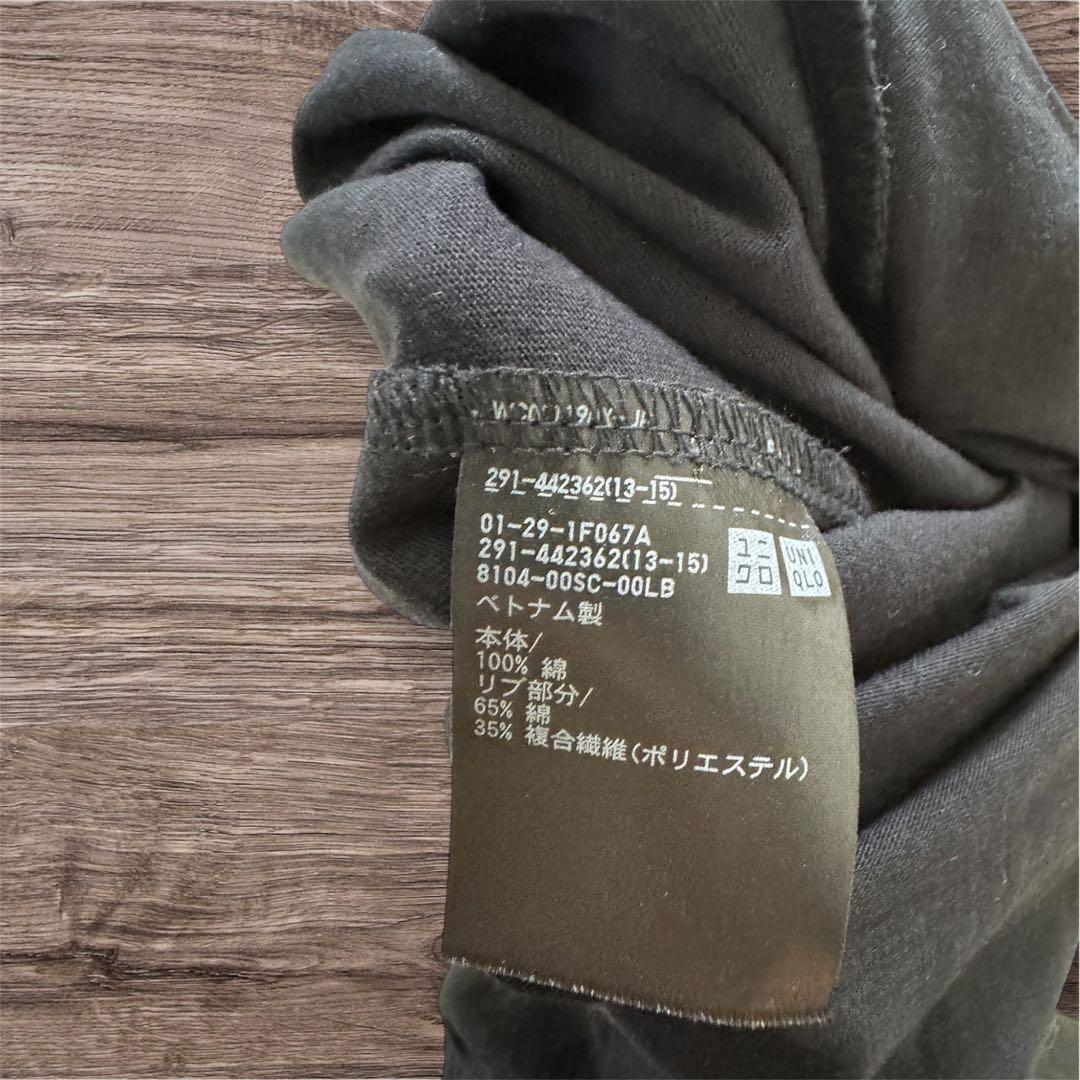 291-442362(13-15)
01-29-1F067A
291-442362(13-15)
8104-00SC-00LB
ユニ
クロ
UNI
QLO
ベトナム製
本体/
100% 綿
リブ部分/
65% 綿
35% 複合繊維(ポリエステル)